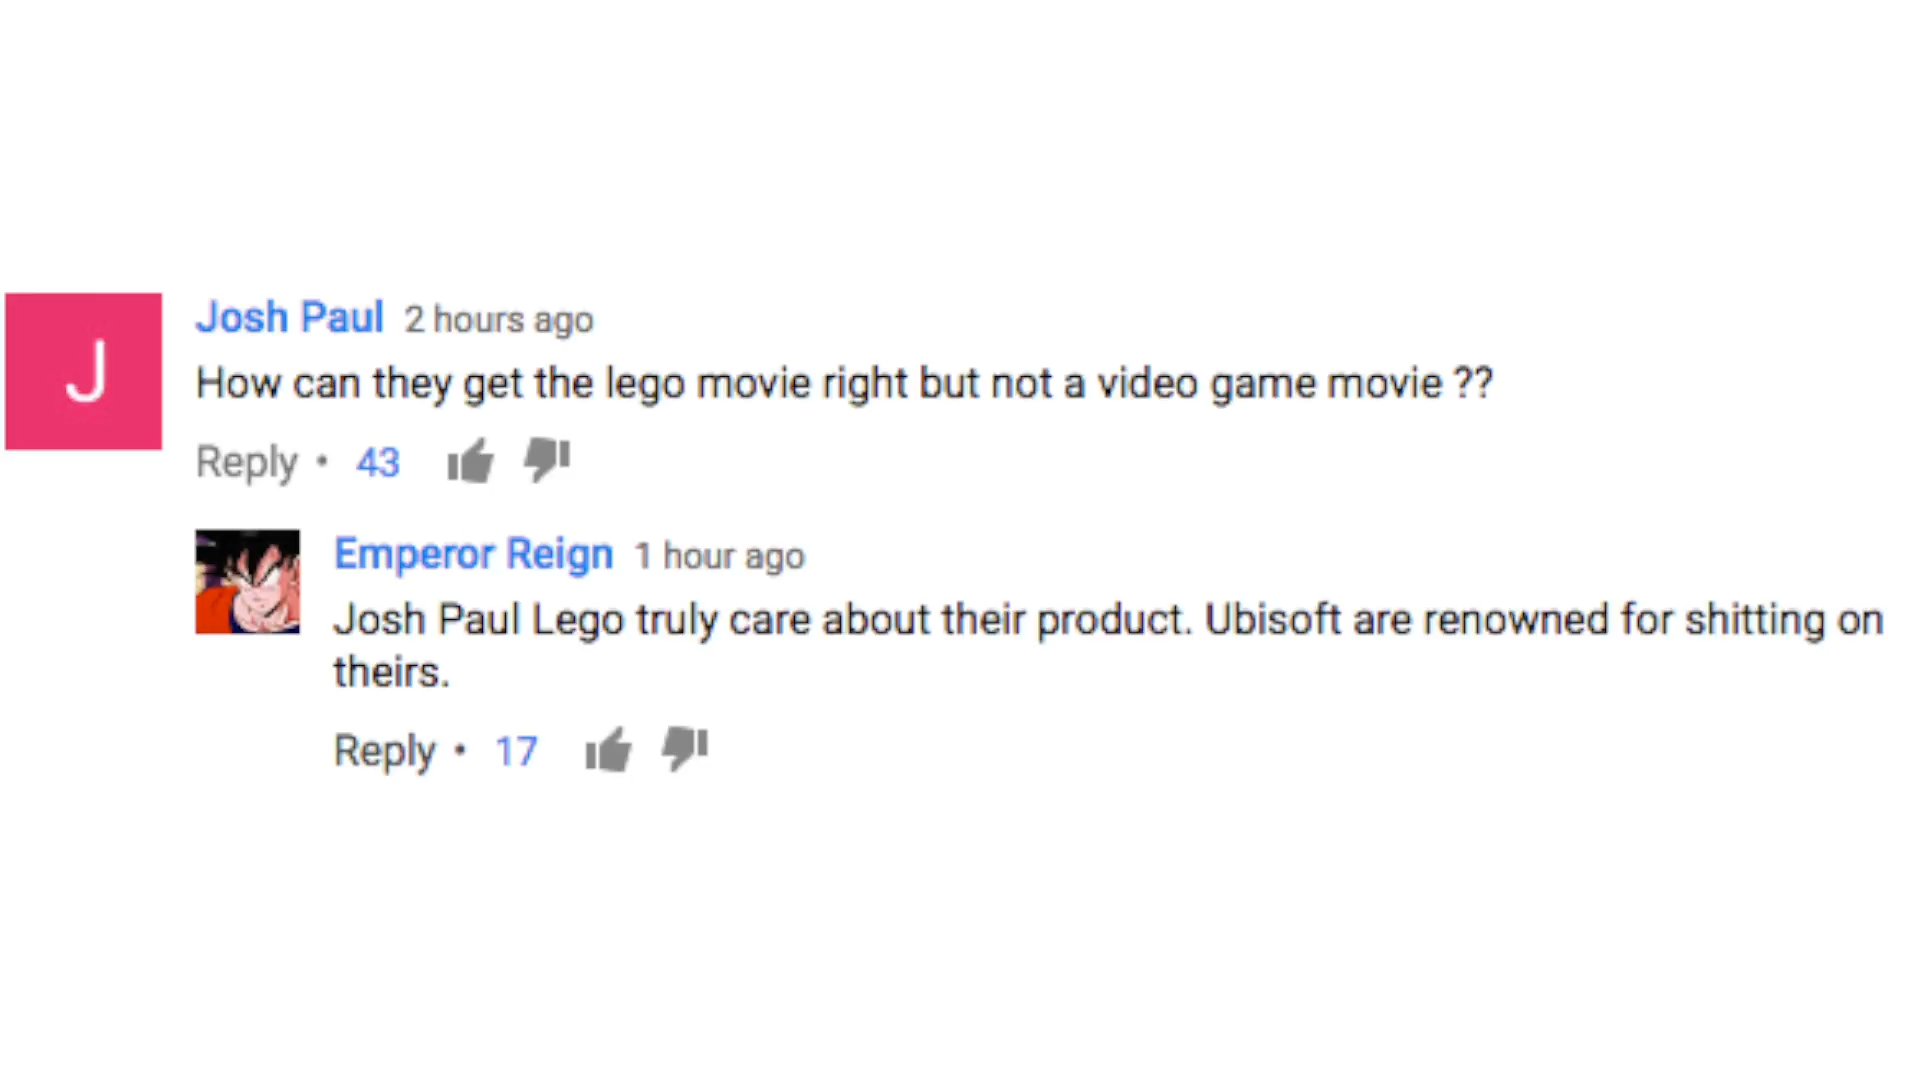 J
Josh Paul 2 hours ago
How can they get the lego movie right but not a video game movie ??
Reply • 43
Emperor Reign 1 hour ago
Josh Paul Lego truly care about their product. Ubisoft are renowned for shitting on
theirs.
Reply • 17